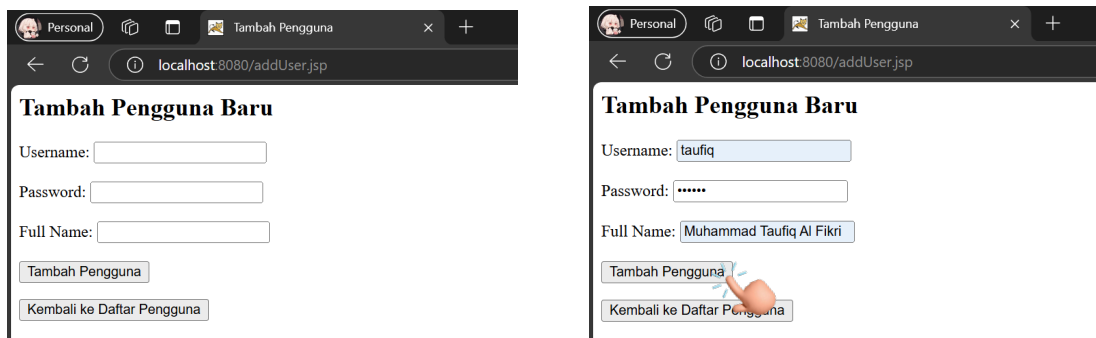 Personal
Tambah Pengguna
localhost:8080/addUser.jsp
Tambah Pengguna Baru
Username:
Password:
Full Name:
Tambah Pengguna
Kembali ke Daftar Pengguna
Personal
Tambah Pengguna
localhost:8080/addUser.jsp
Tambah Pengguna Baru
Username: taufiq
Password: ••••••
Full Name: Muhammad Taufiq Al Fikri
Tambah Pengguna
Kembali ke Daftar Pengguna